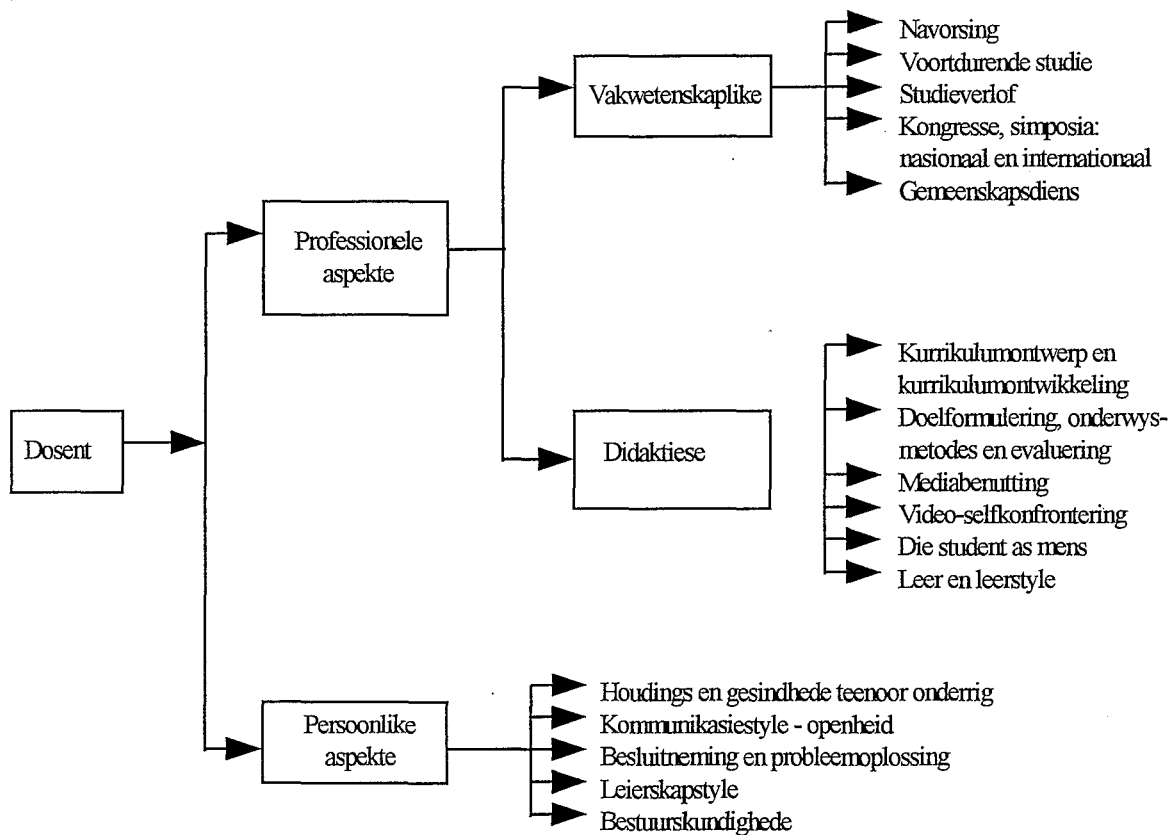 Dosent
Professionele
aspekte
Vakwetenskaplike
Navorsing
Voortdurende studie
Studieverlof
Kongresse, simposia:
nasionaal en internationaal
Gemeenskapsdiens
Didaktiese
Kurrikulumontwerp en
kurrikulumontwikkeling
Doelformulering, onderwys-
metodes en evaluering
Mediabenutting
Video-selfkonfrontering
Die student as mens
Leer en leerstyle
Persoonlike
aspekte
Houdings en gesindhede teenoor onderrig
Kommunikasiestyle - openheid
Besluitneming en probleemoplossing
Leierskapstyle
Bestuurskundighede